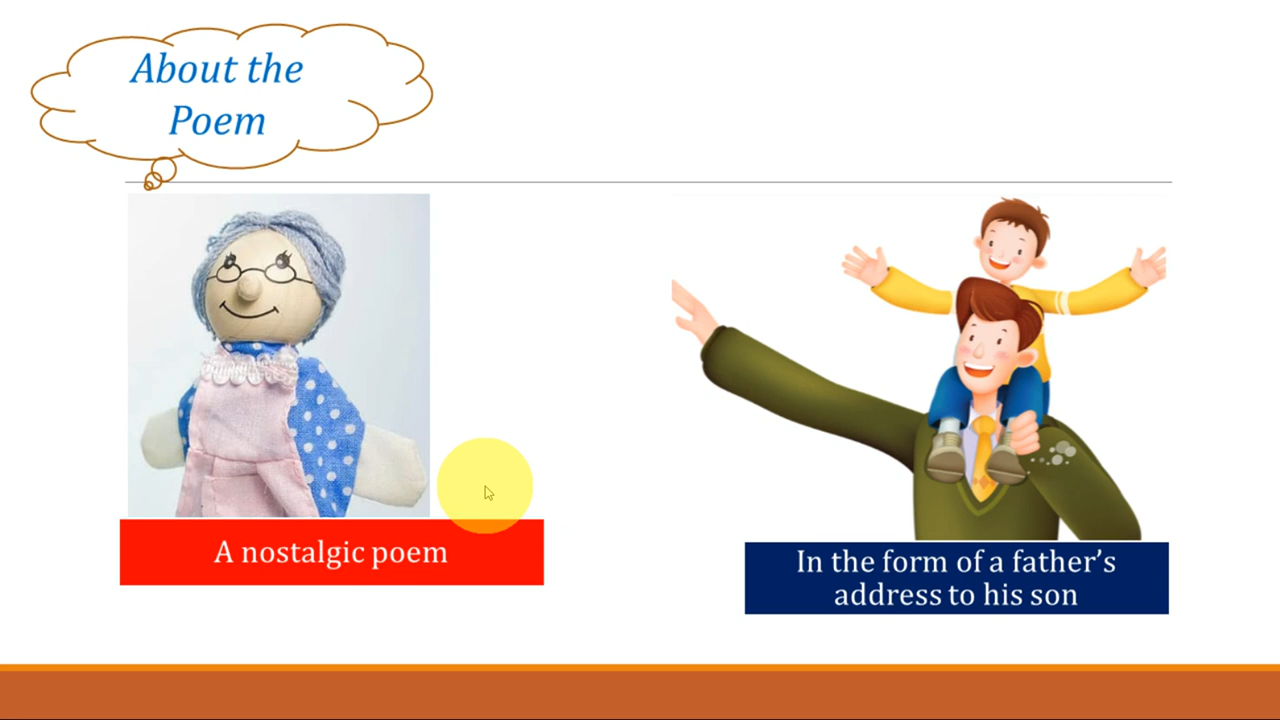 About the
Poem
A nostalgic poem
In the form of a father’s
address to his son